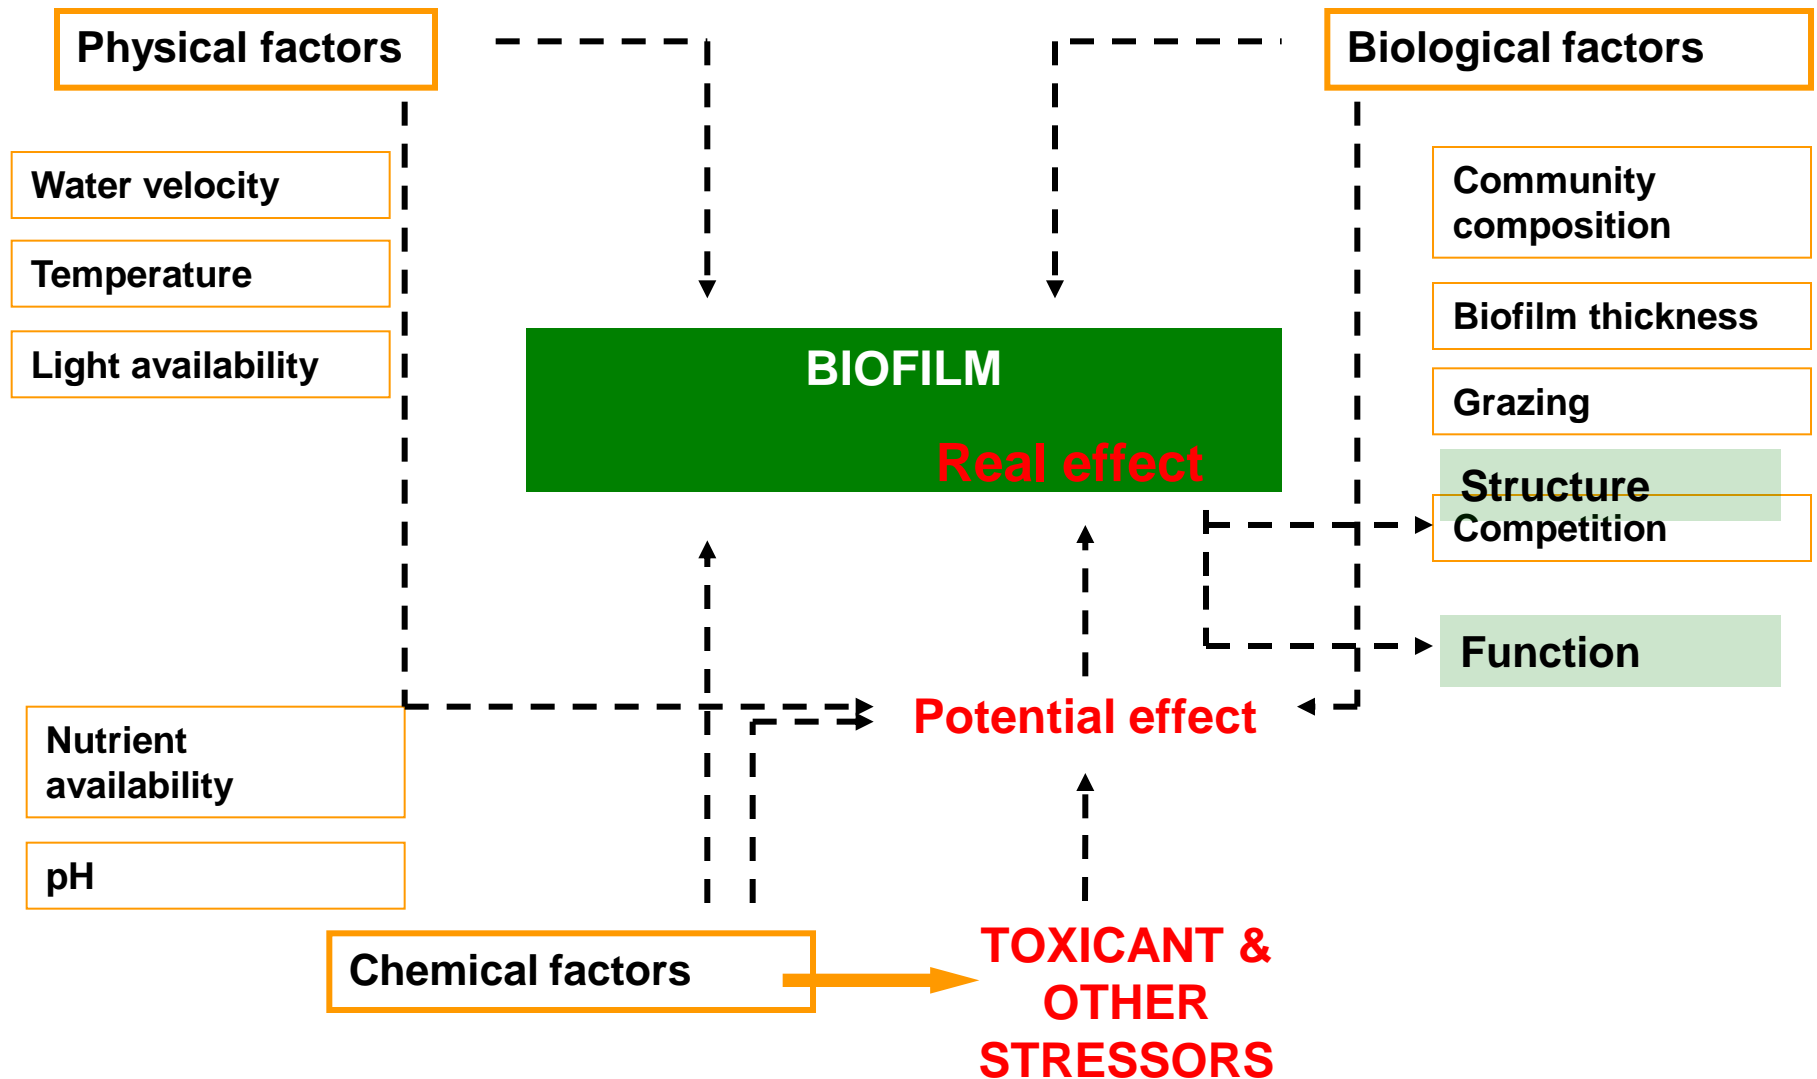 Physical factors
Biological factors
Water velocity
Temperature
Light availability
Community
composition
Biofilm thickness
Grazing
Structure
Competition
Function
BIOFILM
Real effect
Potential effect
Nutrient
availability
pH
Chemical factors
TOXICANT &
OTHER
STRESSORS